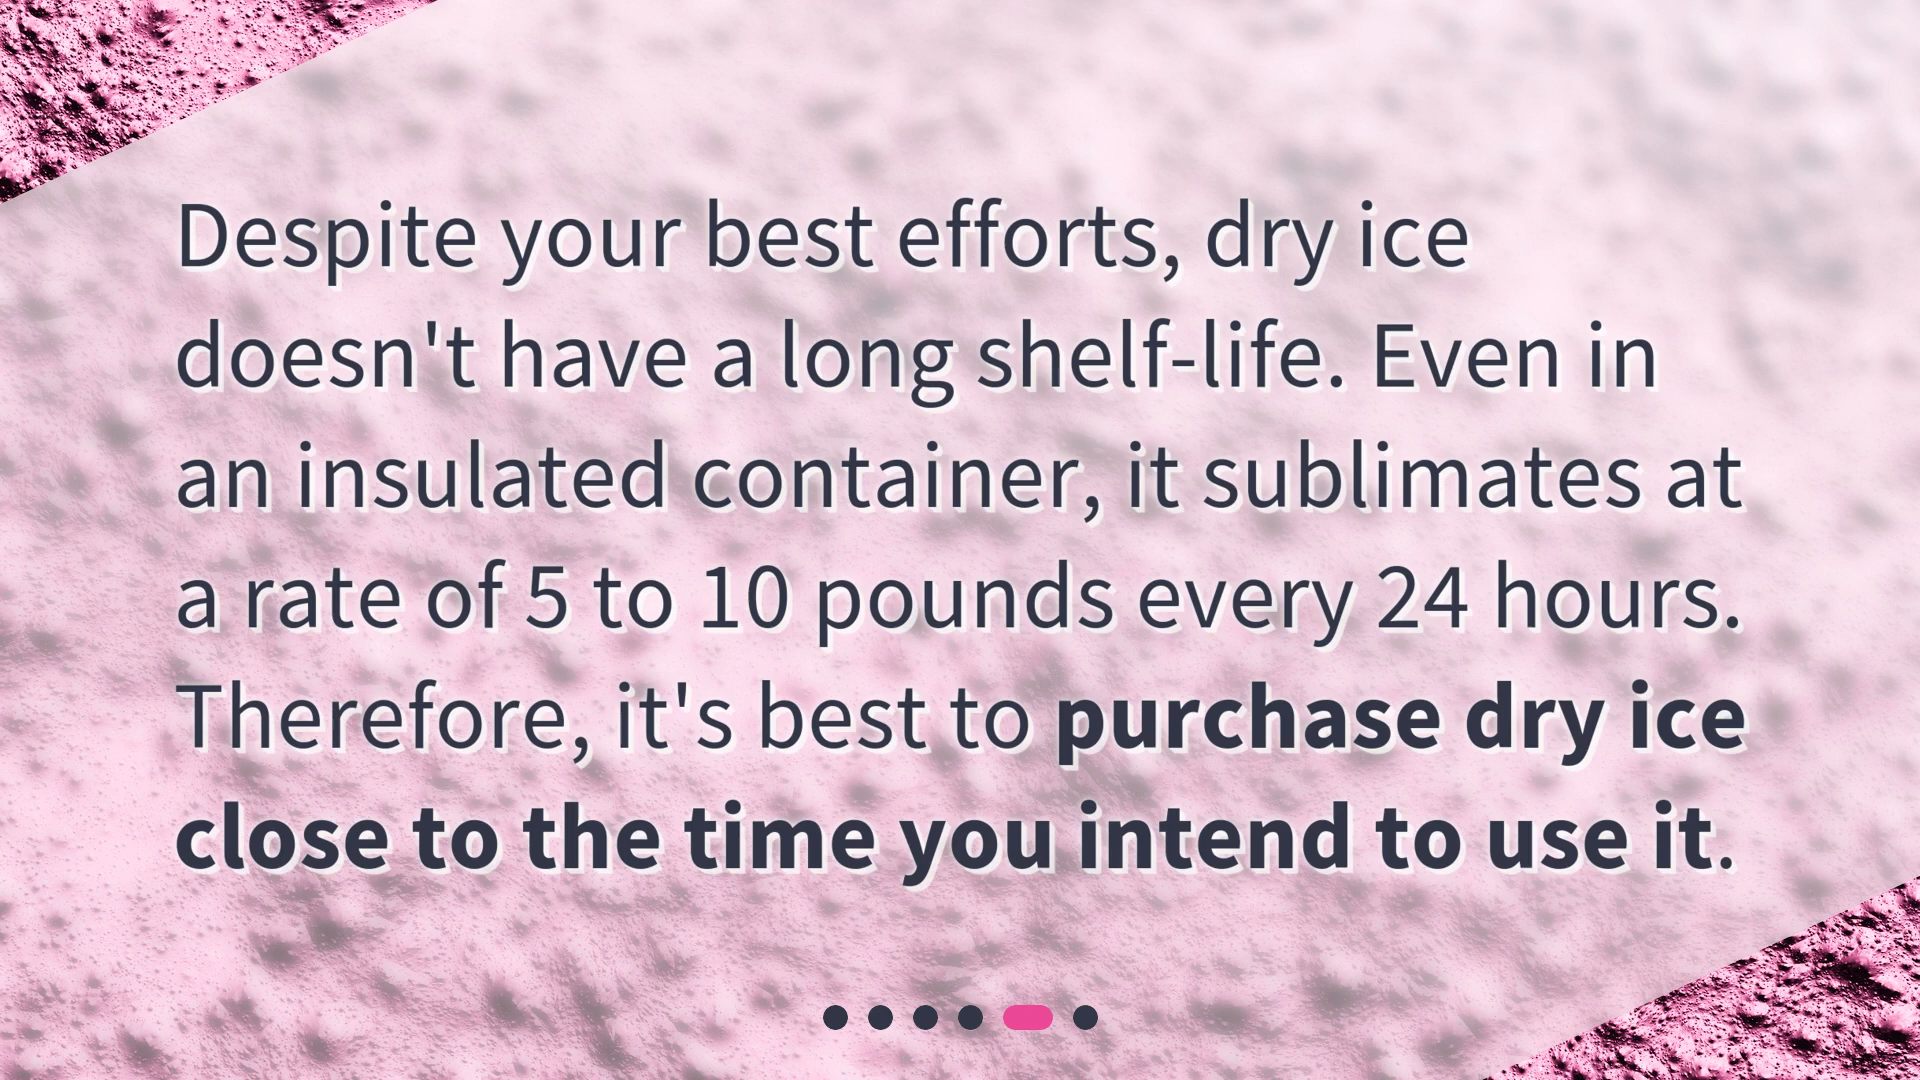 Despite your best efforts, dry ice
doesn't have a long shelf-life. Even in
an insulated container, it sublimates at
a rate of 5 to 10 pounds every 24 hours.
Therefore, it's best to purchase dry ice
close to the time you intend to use it.